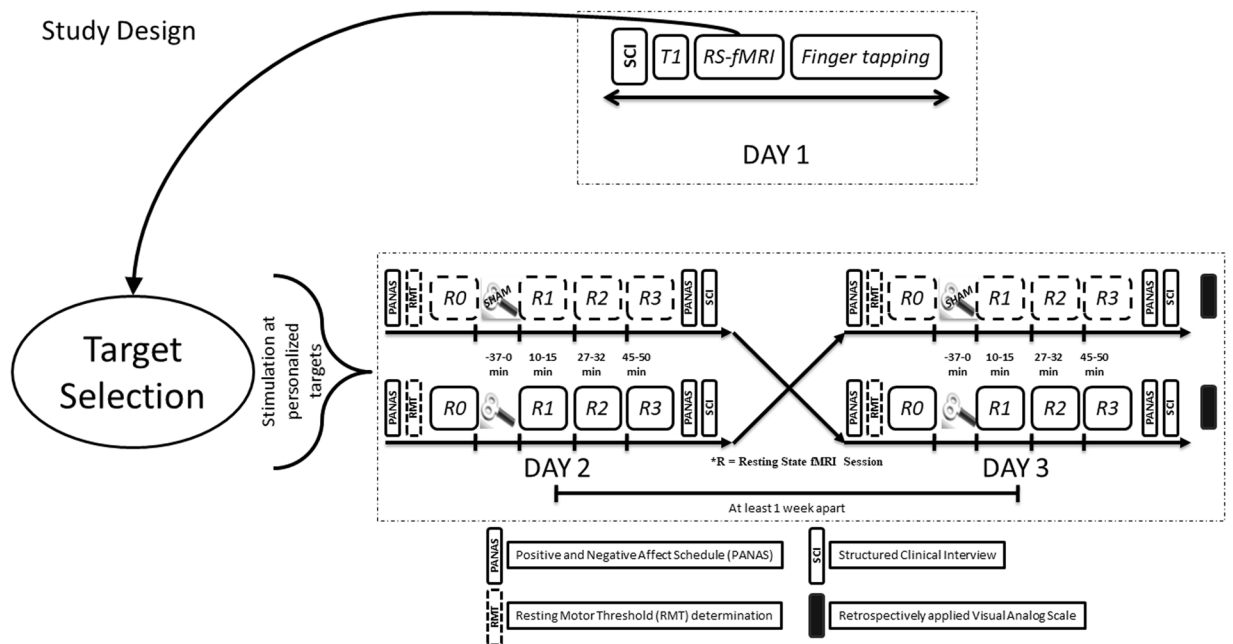 Study Design
SCI T1 RS-fMRI Finger tapping
DAY 1
Target
Selection
Stimulation at
personalized
targets
PANAS RMT R0 SHAM R1 R2 R3 PANAS SCI
PANAS RMT R0 SHAM R1 R2 R3 PANAS SCI
-37-0 10-15 27-32 45-50
min min min min
-37-0 10-15 27-32 45-50
min min min min
PANAS RMT R0 R1 R2 R3 PANAS SCI
PANAS RMT R0 R1 R2 R3 PANAS SCI
DAY 2
*R = Resting State fMRI Session
DAY 3
At least 1 week apart
PANAS Positive and Negative Affect Schedule (PANAS)
SCI Structured Clinical Interview
RMT Resting Motor Threshold (RMT) determination
Retrospectively applied Visual Analog Scale